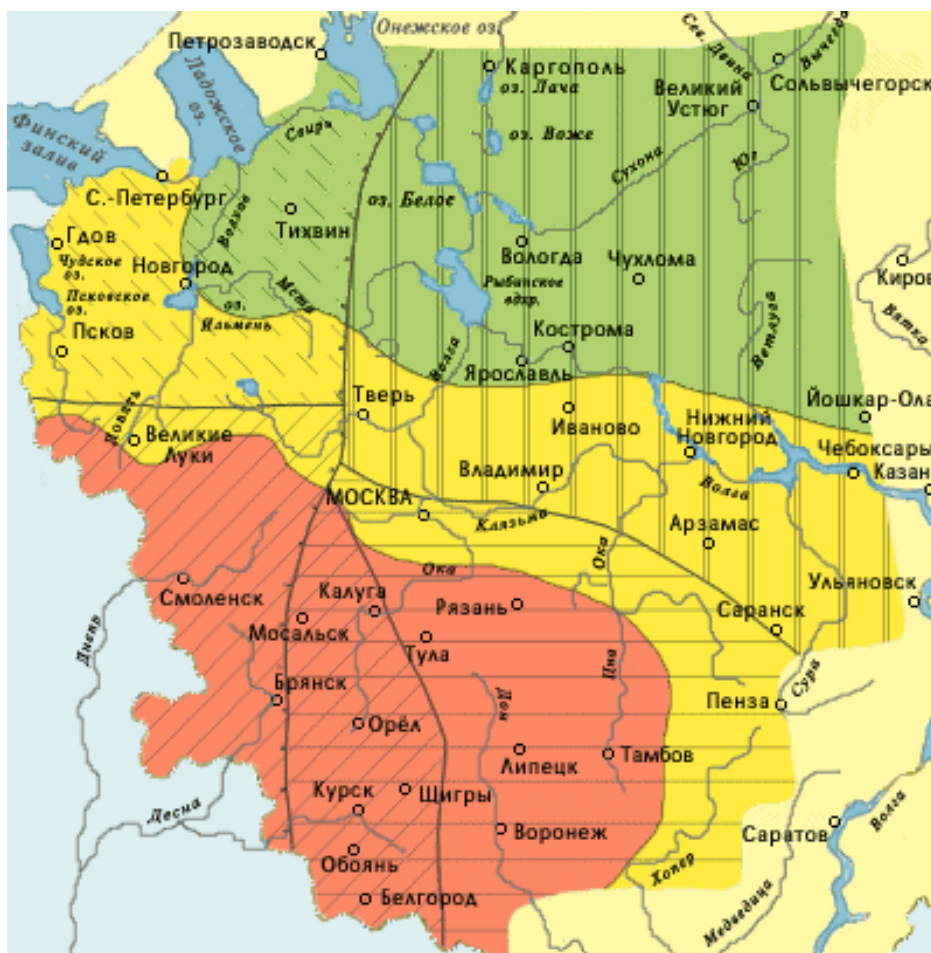 Онежское оз.
Петрозаводск
Ладожское
оз.
Финский
залив
Свирь
Каргополь
оз. Лача
Сев. Двина
Вычегда
Сольвычегорск
Великий
Устюг
оз. Воже
Сухона
Юг
С.-Петербург
Волхов
Тихвин
оз. Белое
Гдов
Чудское
оз.
Новгород
Мста
Вологда
Чухлома
Киров
Вятка
Псковское
оз.
оз.
Ильмень
Рыбинское
вдхр.
Псков
Кострома
Ветлуга
Волга
Ярославль
Тверь
Йошкар-Ола
Ловать
Великие
Луки
Иваново
Нижний
Новгород
Чебоксары
Казан
Владимир
Волга
МОСКВА
Клязьма
Арзамас
Ока
Ока
Смоленск
Калуга
Рязань
Ульяновск
Саранск
Мосальск
Тула
Днепр
Цна
Сура
Брянск
Дон
Пенза
Орёл
Липецк
Тамбов
Курск
Щигры
Десна
Воронеж
Саратов
Волга
Обоянь
Хопер
Белгород
Медведица